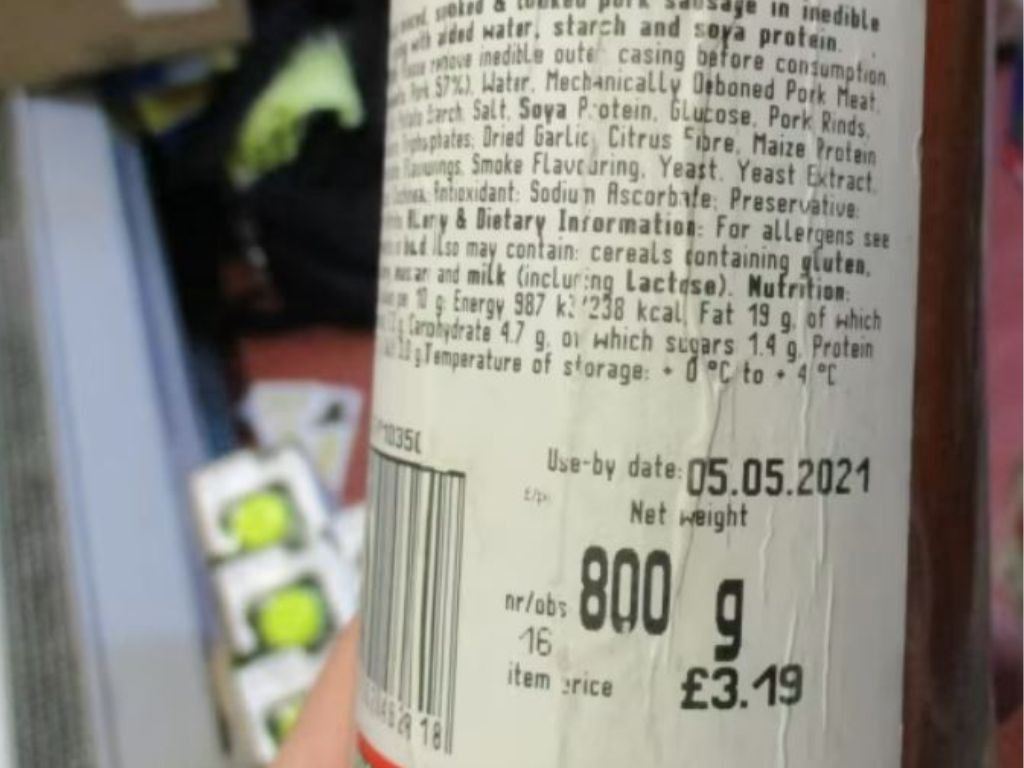 smoked & cooked pork sausage in inedible
with added water, starch and soya protein.
remove inedible outer casing before consumption
Pork 57%), Water, Mechanically Deboned Pork Meat,
Starch, Salt, Soya Protein, Glucose, Pork Rinds,
Dried Garlic, Citrus Fibre, Maize Protein
Flavourings, Smoke Flavouring, Yeast, Yeast Extract,
Antioxidant: Sodium Ascorbate; Preservative:
& Dietary Information: For allergens see
Also may contain: cereals containing gluten,
and milk (including Lactose). Nutrition:
Energy 987 kJ/238 kcal, Fat 19 g, of which
Carbohydrate 4.7 g, of which sugars 1.4 g, Protein
g Temperature of storage: + 0 °C to + 4 °C
Use-by date: 05.05.2021
Net weight
nr/obs 800 g
16
item price £3.19